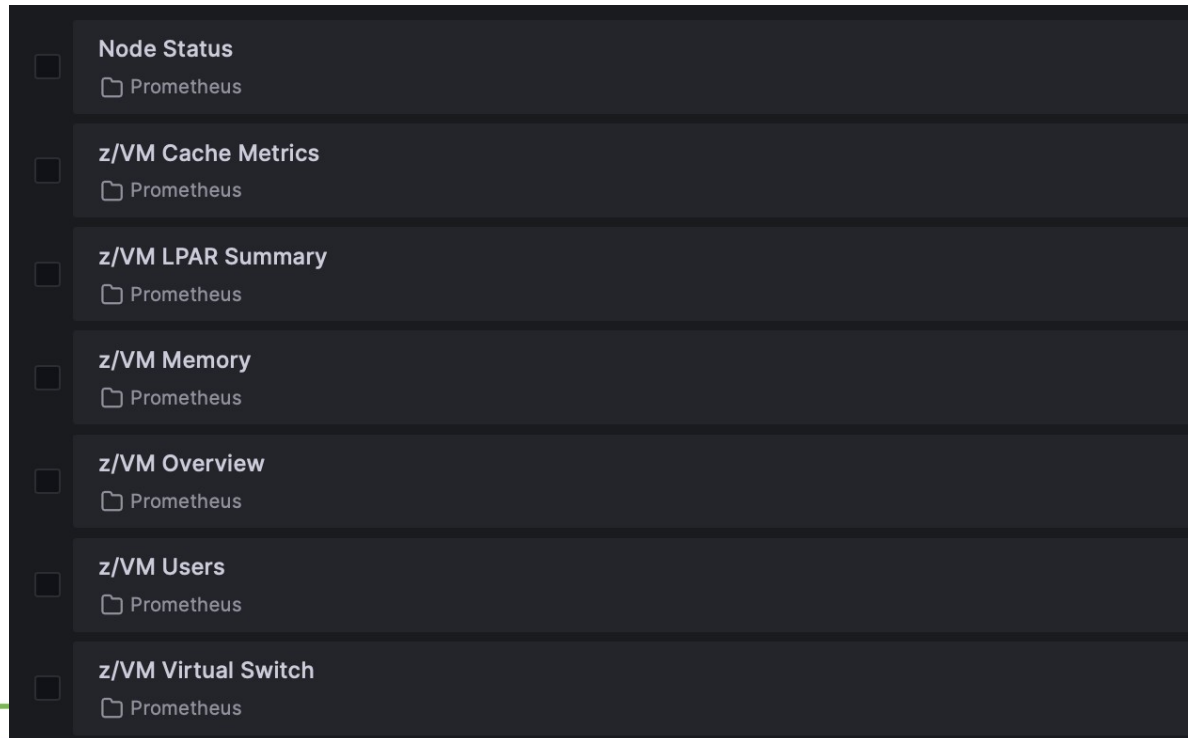 Node Status
Prometheus
z/VM Cache Metrics
Prometheus
z/VM LPAR Summary
Prometheus
z/VM Memory
Prometheus
z/VM Overview
Prometheus
z/VM Users
Prometheus
z/VM Virtual Switch
Prometheus